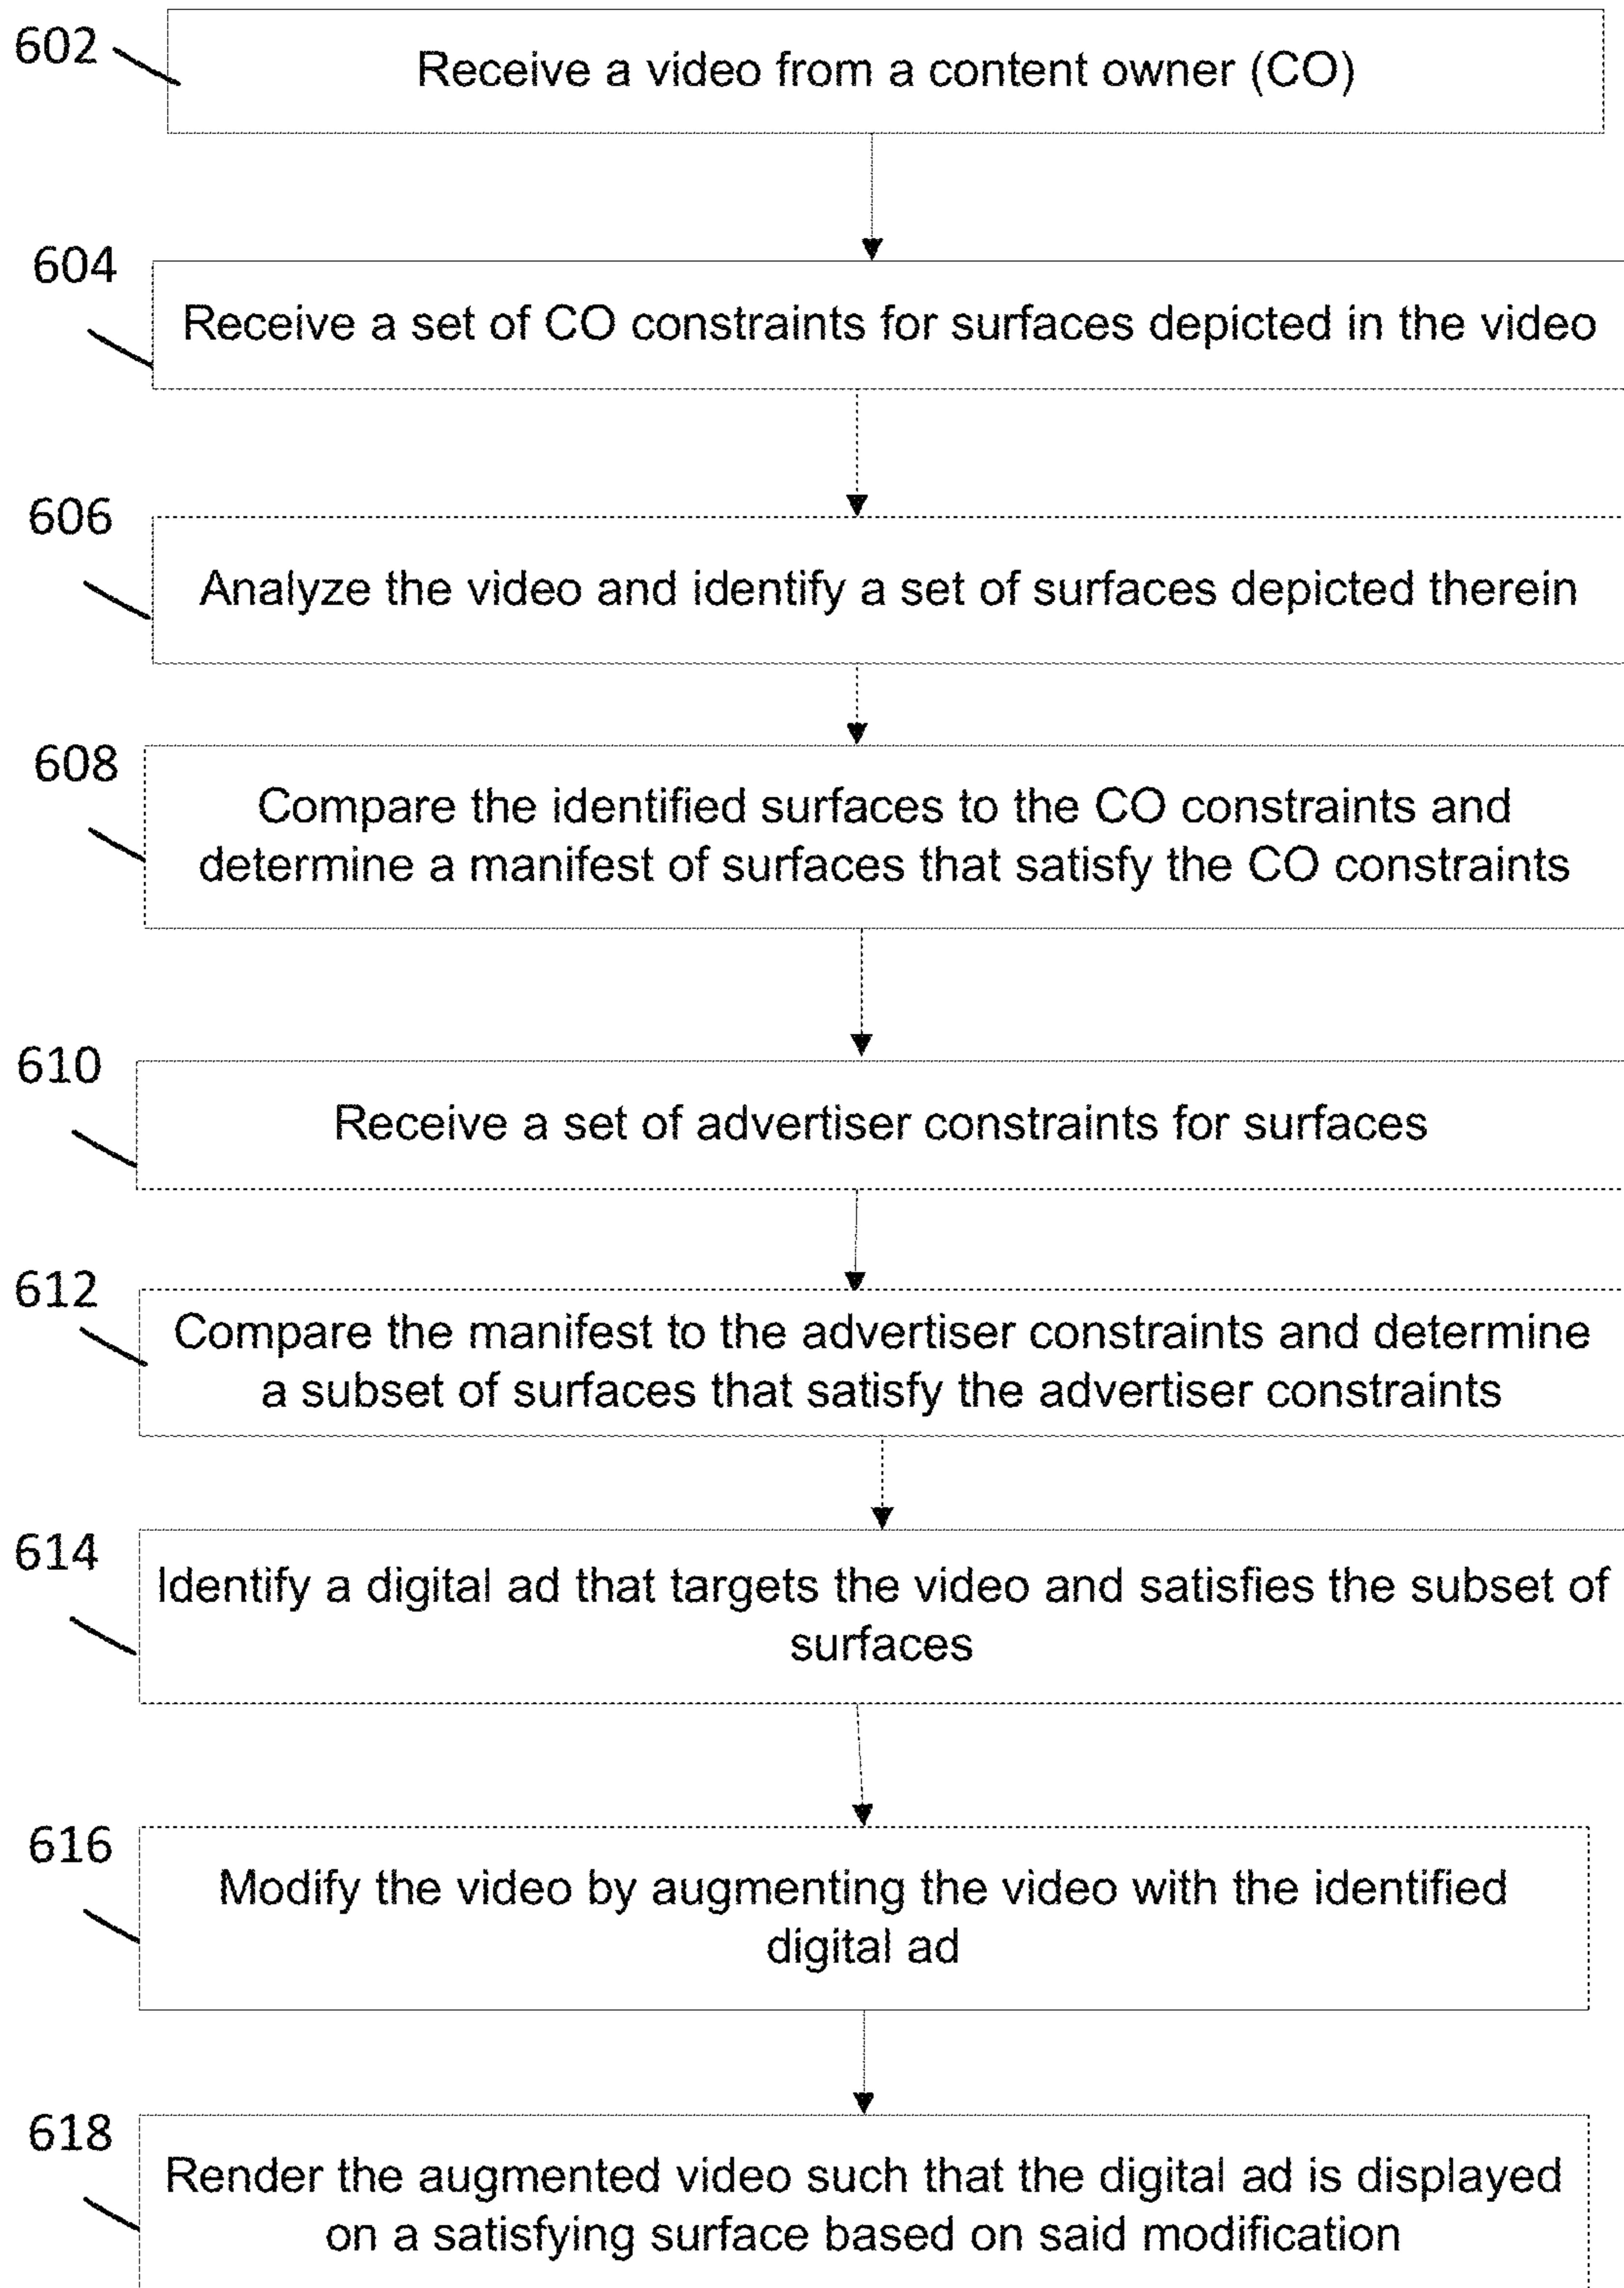 602
Receive a video from a content owner (CO)
604
Receive a set of CO constraints for surfaces depicted in the video
606
Analyze the video and identify a set of surfaces depicted therein
608
Compare the identified surfaces to the CO constraints and
determine a manifest of surfaces that satisfy the CO constraints
610
Receive a set of advertiser constraints for surfaces
612
Compare the manifest to the advertiser constraints and determine
a subset of surfaces that satisfy the advertiser constraints
614
Identify a digital ad that targets the video and satisfies the subset of
surfaces
616
Modify the video by augmenting the video with the identified
digital ad
618
Render the augmented video such that the digital ad is displayed
on a satisfying surface based on said modification